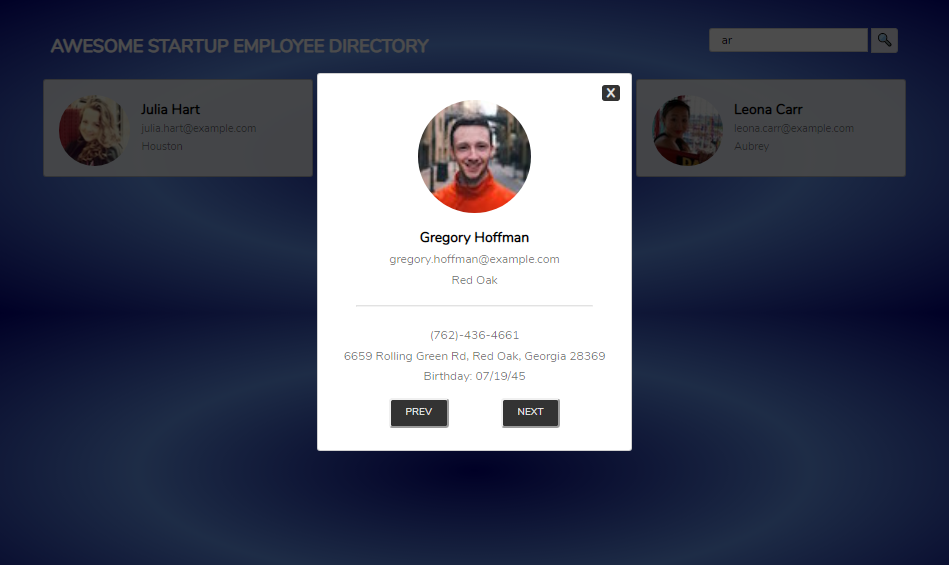 AWESOME STARTUP EMPLOYEE DIRECTORY
ar
Julia Hart
julia.hart@example.com
Houston
X
Gregory Hoffman
gregory.hoffman@example.com
Red Oak
(762)-436-4661
6659 Rolling Green Rd, Red Oak, Georgia 28369
Birthday: 07/19/45
PREV
NEXT
Leona Carr
leona.carr@example.com
Aubrey